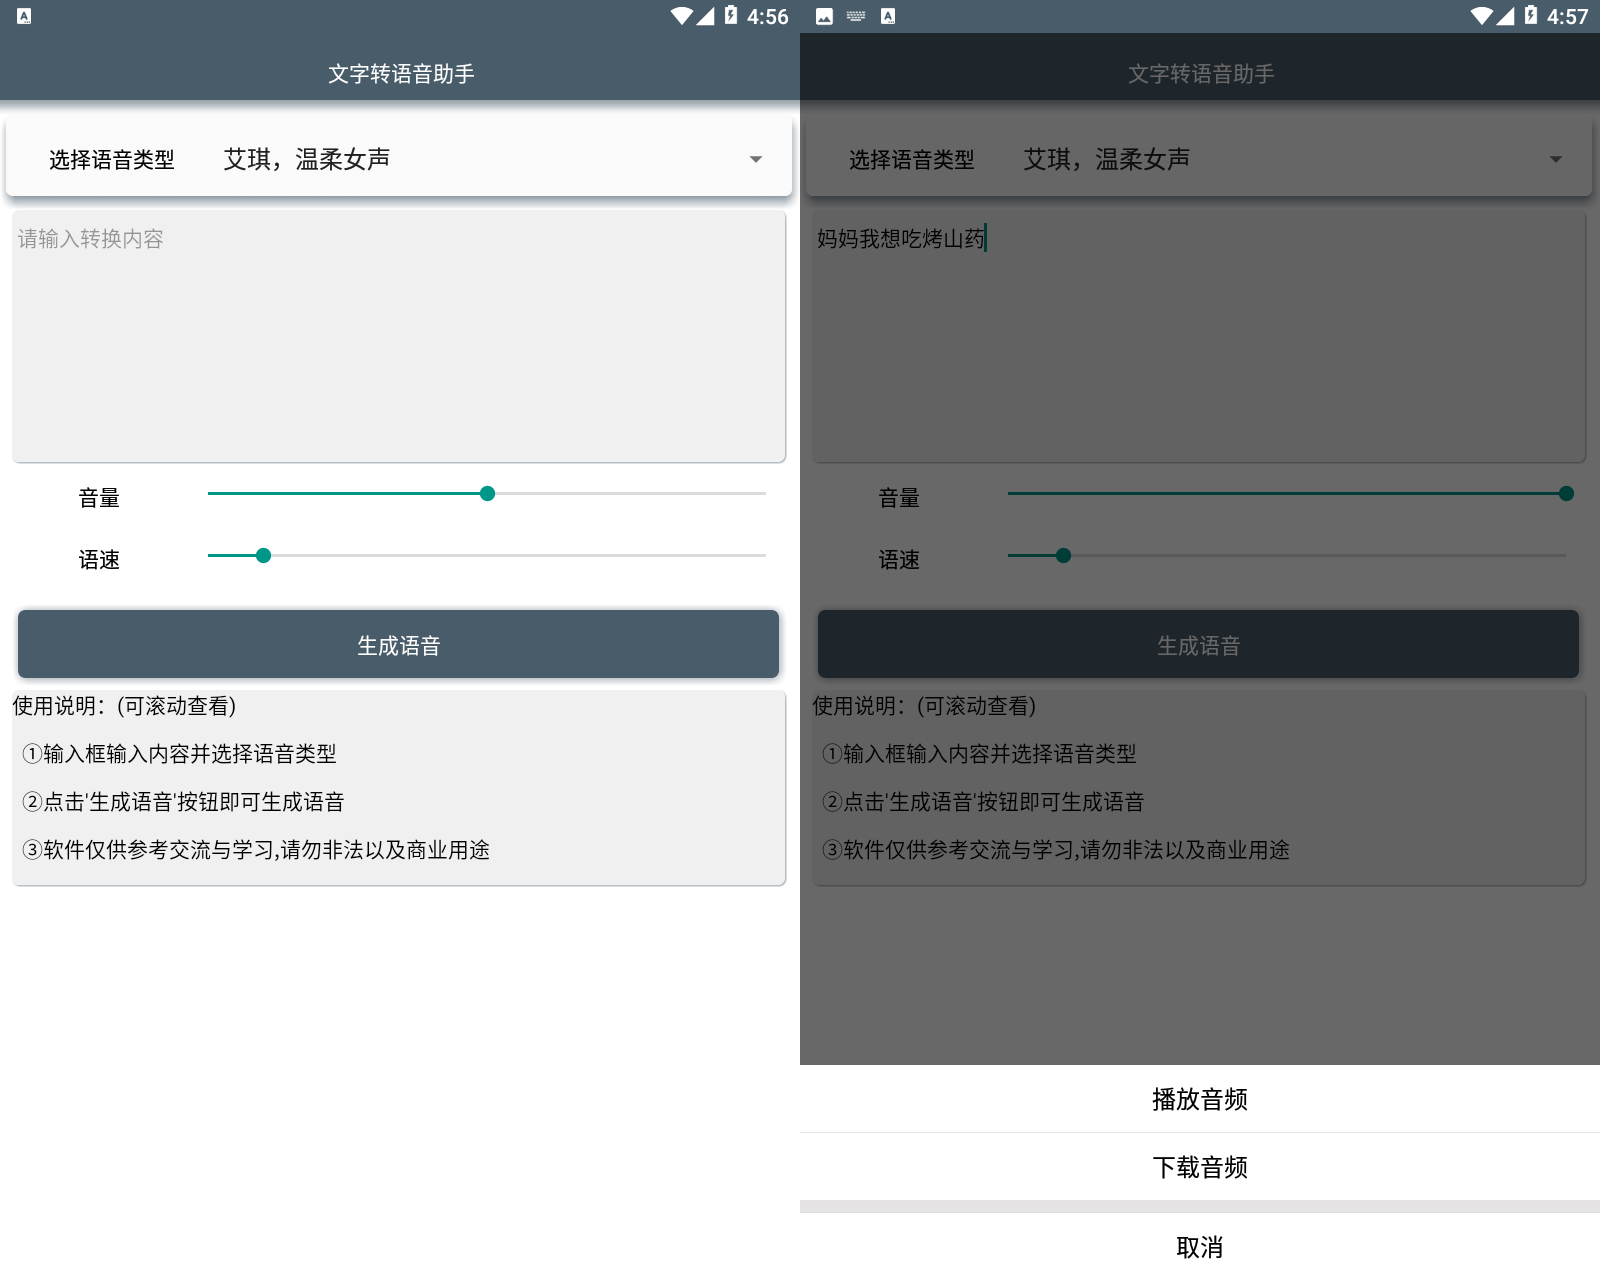 4:56
文字转语音助手
选择语音类型 艾琪，温柔女声
请输入转换内容
音量
语速
生成语音
使用说明：(可滚动查看)
①输入框输入内容并选择语音类型
②点击'生成语音'按钮即可生成语音
③软件仅供参考交流与学习,请勿非法以及商业用途
4:57
文字转语音助手
选择语音类型 艾琪，温柔女声
妈妈我想吃烤山药
音量
语速
生成语音
使用说明：(可滚动查看)
①输入框输入内容并选择语音类型
②点击'生成语音'按钮即可生成语音
③软件仅供参考交流与学习,请勿非法以及商业用途
播放音频
下载音频
取消